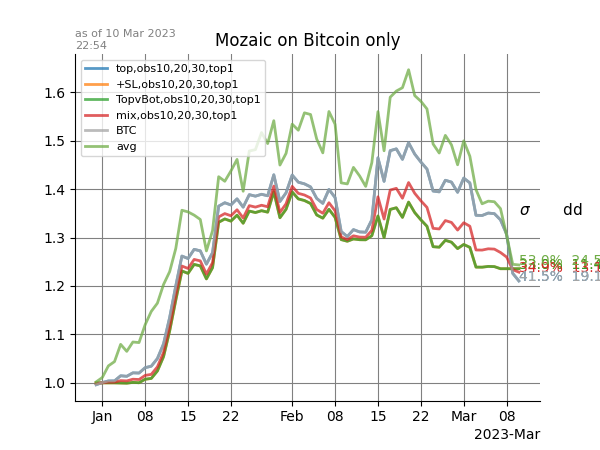 as of 10 Mar 2023
22:54
Mozaic on Bitcoin only
top,obs10,20,30,top1
+SL,obs10,20,30,top1
TopvBot,obs10,20,30,top1
mix,obs10,20,30,top1
BTC
avg
1.6
1.5
1.4
1.3
1.2
1.1
1.0
σ dd
41.5% 19.1
Jan 08 15 22 Feb 08 15 22 Mar 08
2023-Mar